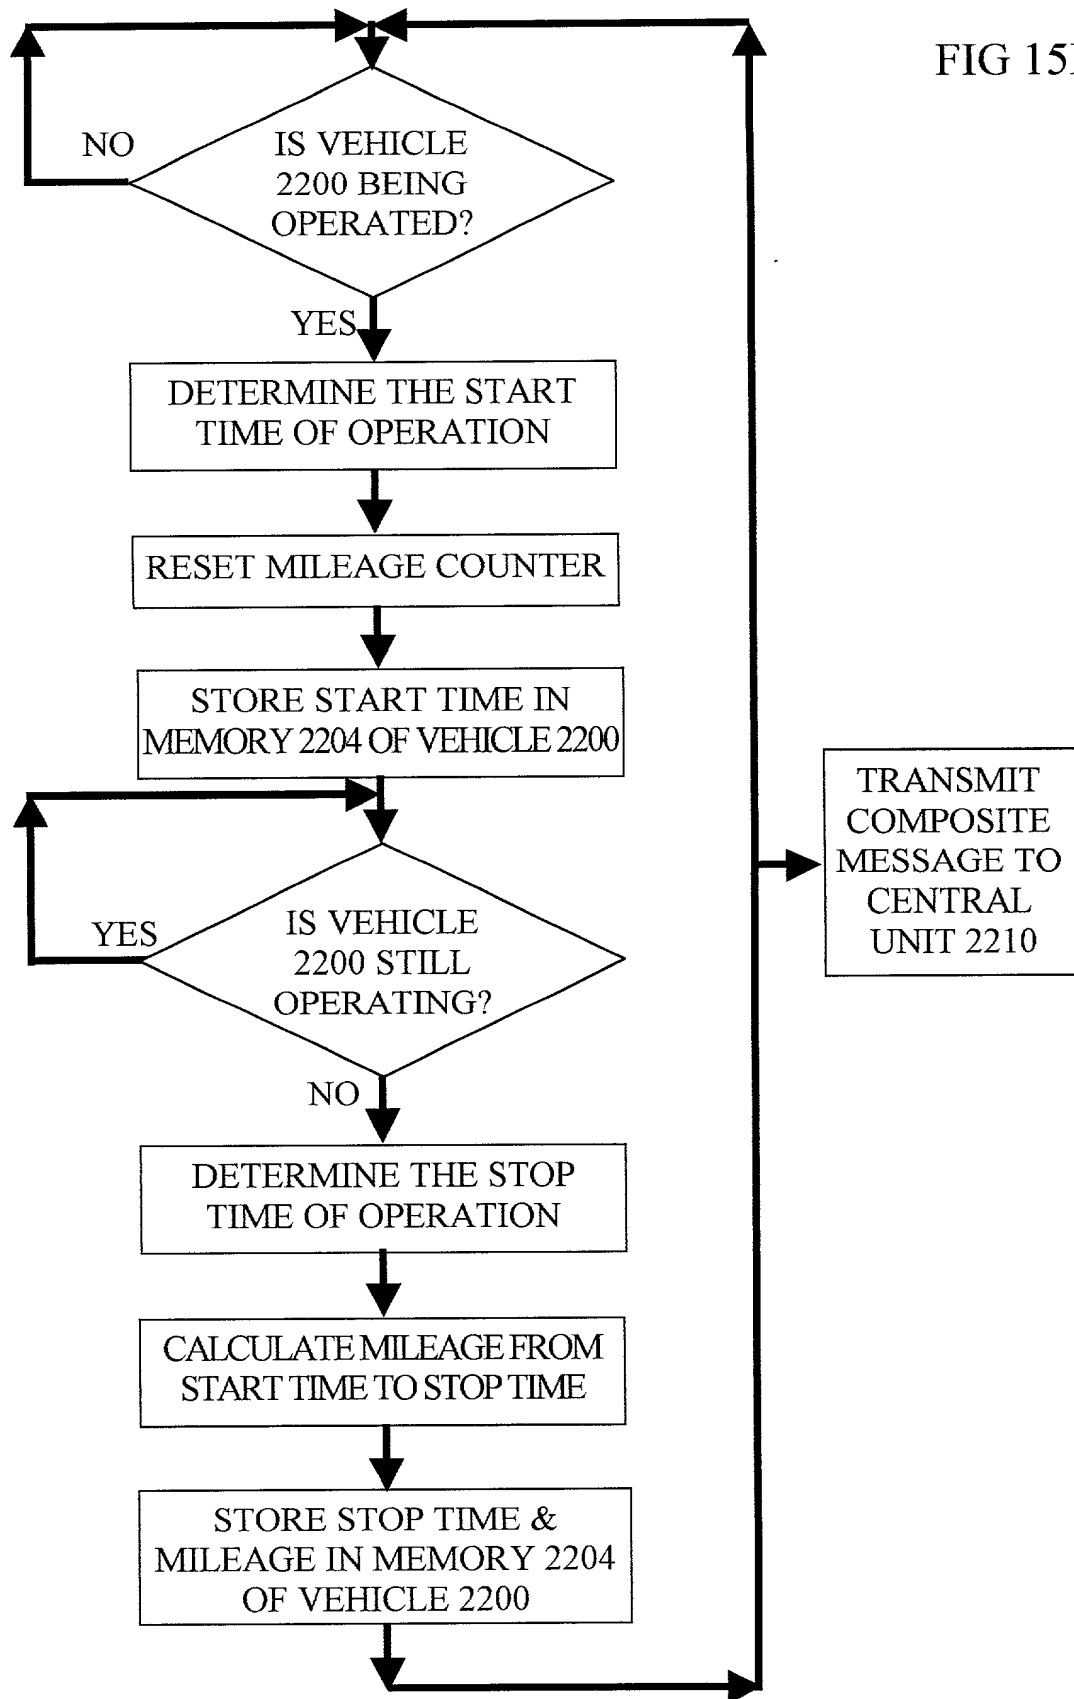 FIG 15
NO
IS VEHICLE
2200 BEING
OPERATED?
YES
DETERMINE THE START
TIME OF OPERATION
RESET MILEAGE COUNTER
STORE START TIME IN
MEMORY 2204 OF VEHICLE 2200
YES
IS VEHICLE
2200 STILL
OPERATING?
NO
DETERMINE THE STOP
TIME OF OPERATION
CALCULATE MILEAGE FROM
START TIME TO STOP TIME
STORE STOP TIME &
MILEAGE IN MEMORY 2204
OF VEHICLE 2200
TRANSMIT
COMPOSITE
MESSAGE TO
CENTRAL
UNIT 2210